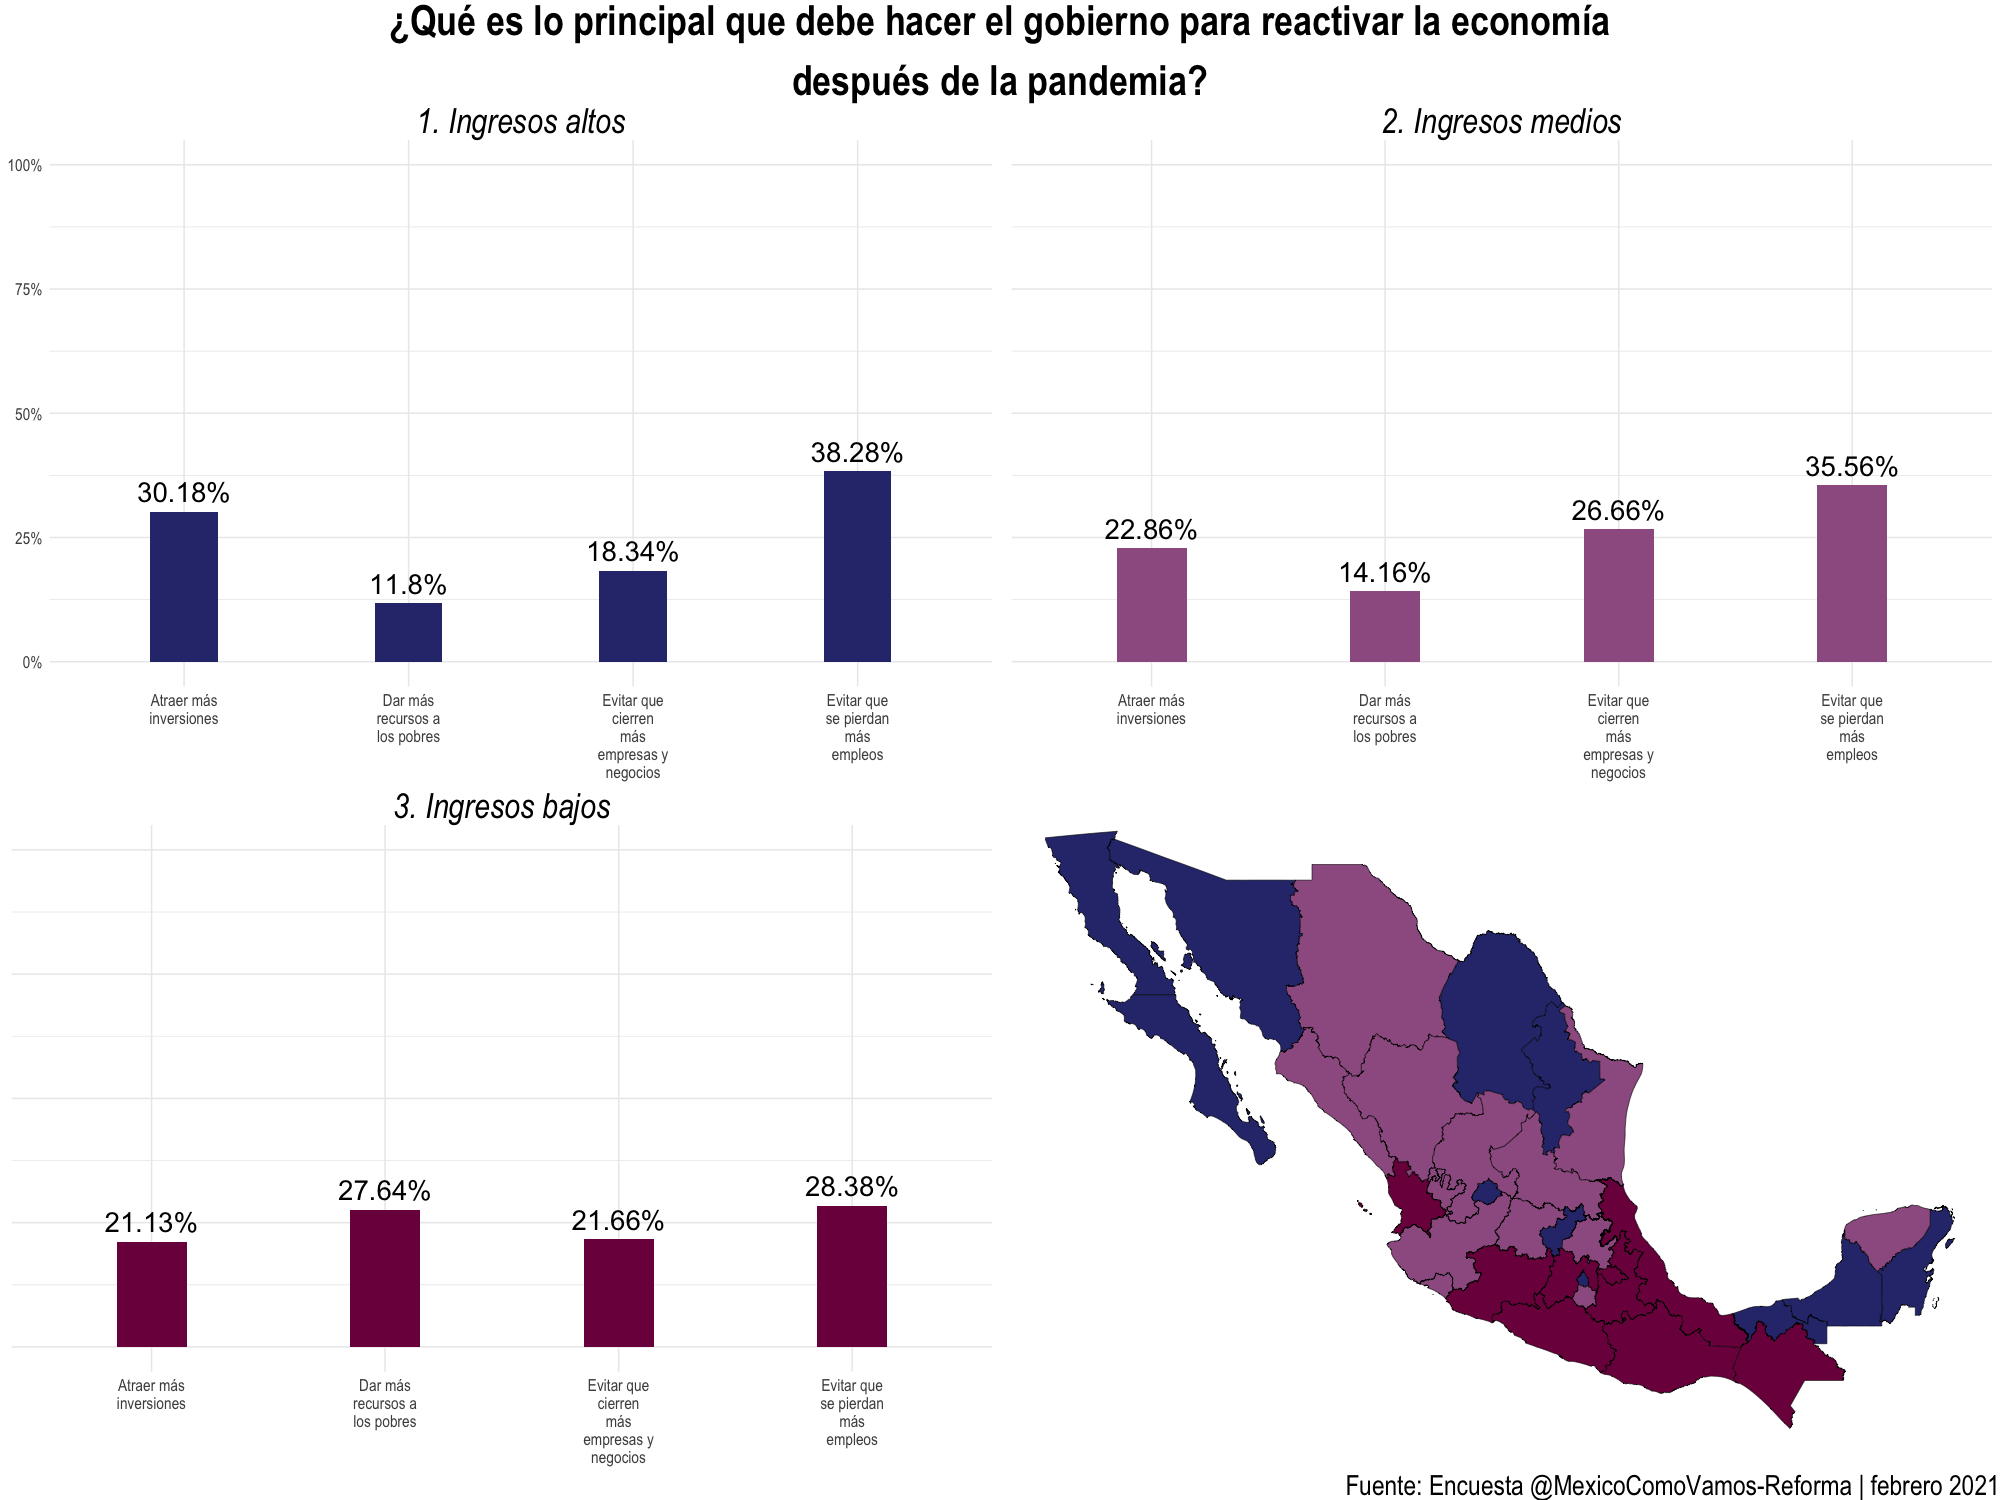 ¿Qué es lo principal que debe hacer el gobierno para reactivar la economía
después de la pandemia?
1. Ingresos altos
100%
75%
50%
25%
0%
30.18%
11.8%
18.34%
38.28%
Atraer más
inversiones
Dar más
recursos a
los pobres
Evitar que
cierren
más
empresas y
negocios
Evitar que
se pierdan
más
empleos
2. Ingresos medios
22.86%
14.16%
26.66%
35.56%
Atraer más
inversiones
Dar más
recursos a
los pobres
Evitar que
cierren
más
empresas y
negocios
Evitar que
se pierdan
más
empleos
3. Ingresos bajos
21.13%
27.64%
21.66%
28.38%
Atraer más
inversiones
Dar más
recursos a
los pobres
Evitar que
cierren
más
empresas y
negocios
Evitar que
se pierdan
más
empleos
Fuente: Encuesta @MexicoComoVamos-Reforma | febrero 2021